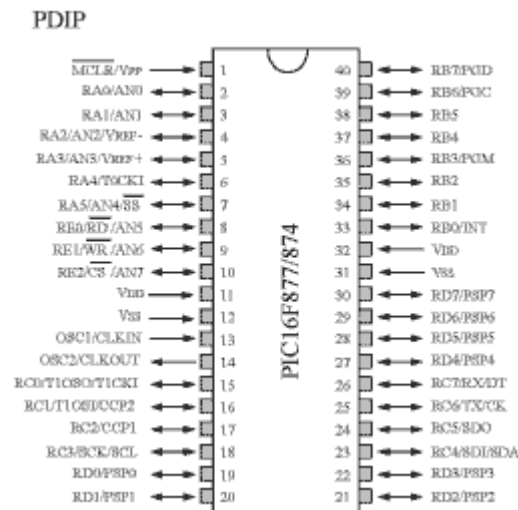 PDIP
MCLR/VPP 1
RA0/AN0 2
RA1/AN1 3
RA2/AN2/VREF- 4
RA3/AN3/VREF+ 5
RA4/T0CKI 6
RA5/AN4/SS 7
RE0/RD/AN5 8
RE1/WR/AN6 9
RE2/CS/AN7 10
VDD 11
VSS 12
OSC1/CLKIN 13
OSC2/CLKOUT 14
RC0/T1OSO/T1CKI 15
RC1/T1OSI/CCP2 16
RC2/CCP1 17
RC3/SCK/SCL 18
RD0/PSP0 19
RD1/PSP1 20
PIC16F877/874
40 RB7/PGD
39 RB6/PGC
38 RB5
37 RB4
36 RB3/PGM
35 RB2
34 RB1
33 RB0/INT
32 VDD
31 VSS
30 RD7/PSP7
29 RD6/PSP6
28 RD5/PSP5
27 RD4/PSP4
26 RC7/RX/DT
25 RC6/TX/CK
24 RC5/SDO
23 RC4/SDI/SDA
22 RD3/PSP3
21 RD2/PSP2